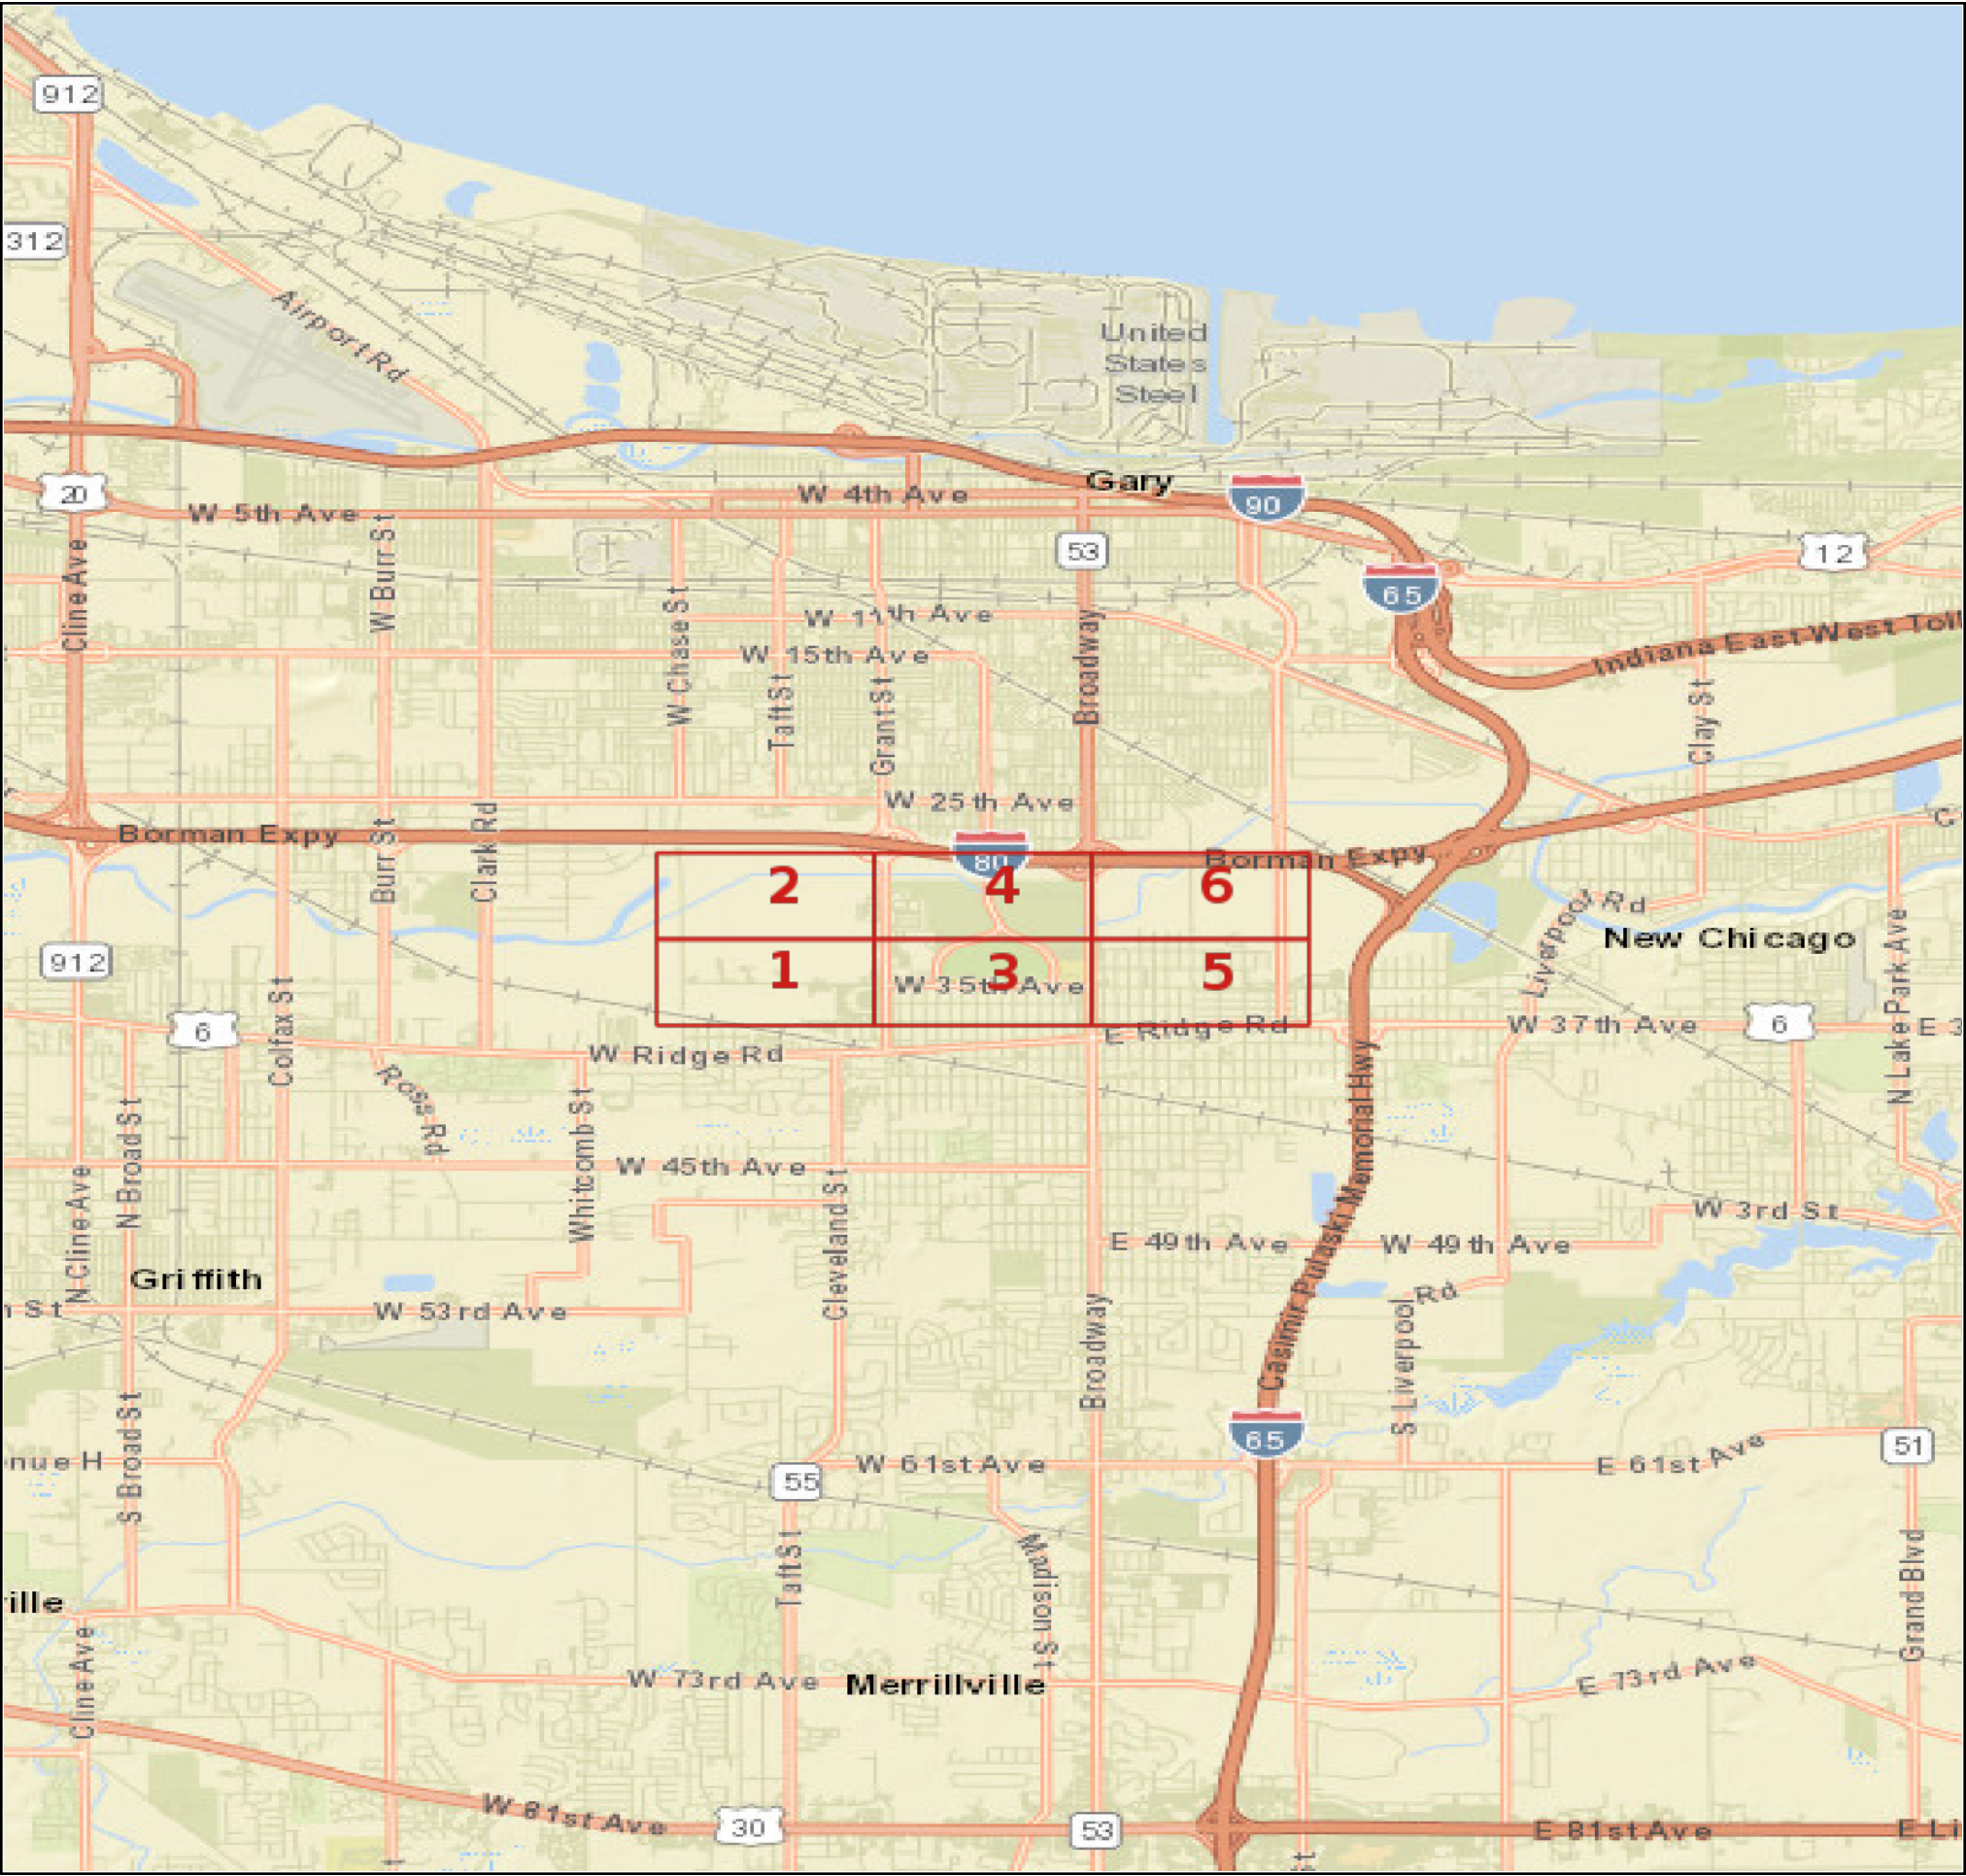 912
312
Airport Rd
United
States
Steel
Gary
90
20
W 4th Ave
W 5th Ave
53
12
65
Cline Ave
W Burr St
W Chase St
W 11th Ave
Broadway
Indiana East West Toll
W 15th Ave
Taft St
Grant St
Clay St
W 25th Ave
Borman Expy
80
Borman Expy
Burr St
Clark Rd
2
4
6
Liverpool Rd
New Chicago
912
1
3
5
W 35th Ave
Lake Park Ave
N
6
E Ridge Rd
W 37th Ave
6
E 3
Colfax St
W Ridge Rd
Ross Rd
Casimir Pulaski Memorial Hwy
N Broad St
Whitcomb St
W 45th Ave
N Cline Ave
Cleveland St
W 3rd St
E 49th Ave
W 49th Ave
Griffith
S Liverpool Rd
h St
W 53rd Ave
Broadway
S Broad St
65
nue H
W 61st Ave
E 61st Ave
51
55
Taft St
Madison St
Grand Blvd
ville
Cline Ave
W 73rd Ave
Merrillville
E 73rd Ave
W 81st Ave
30
53
E 81st Ave
E Li
st